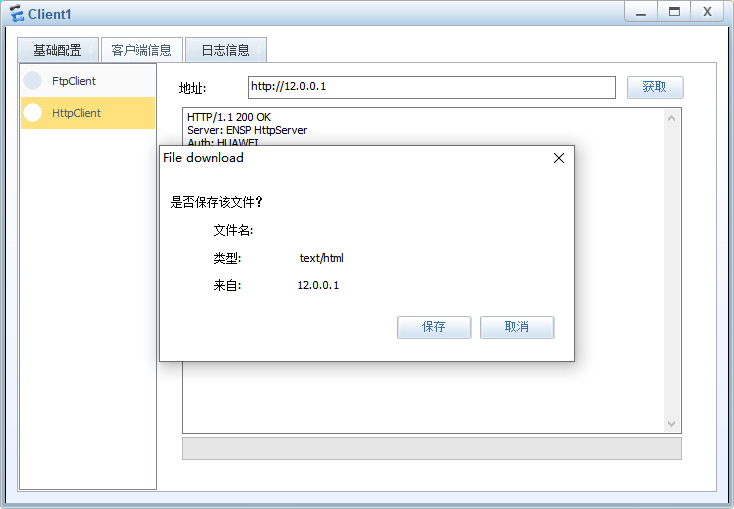 Client1
基础配置 客户端信息 日志信息
FtpClient
HttpClient
地址: http://12.0.0.1 获取
HTTP/1.1 200 OK
Server: ENSP HttpServer
Auth: HUAWEI
File download
是否保存该文件?
文件名:
类型: text/html
来自: 12.0.0.1
保存 取消